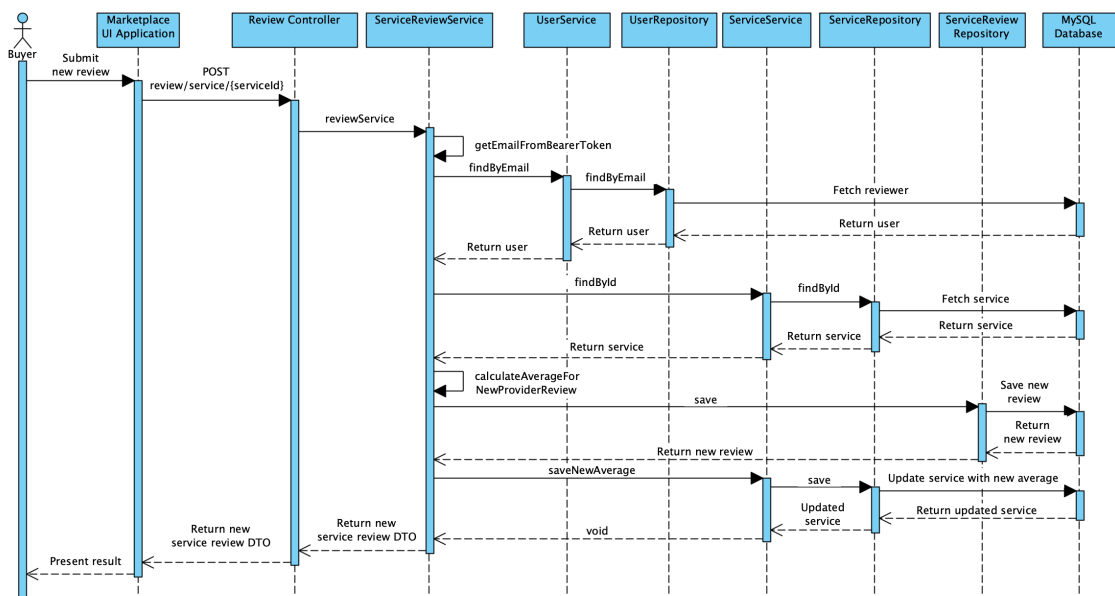 Marketplace
UI Application
Review Controller
ServiceReviewService
UserService
UserRepository
ServiceService
ServiceRepository
ServiceReview
Repository
MySQL
Database
Buyer
Submit
new review
POST
review/service/{serviceId}
reviewService
getEmailFromBearerToken
findByEmail
findByEmail
Fetch reviewer
Return user
Return user
Return user
findById
findById
Fetch service
Return service
Return service
Return service
calculateAverageFor
NewProviderReview
save
Save new
review
Return
new review
Return new review
saveNewAverage
save
Update service with new average
Return updated service
Updated
service
void
Return new
service review DTO
Return new
service review DTO
Present result